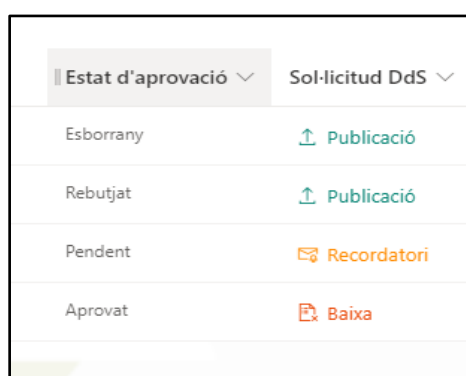 Estat d'aprovació Sol·licitud DdS
Esborrany Publicació
Rebutjat Publicació
Pendent Recordatori
Aprovat Baixa